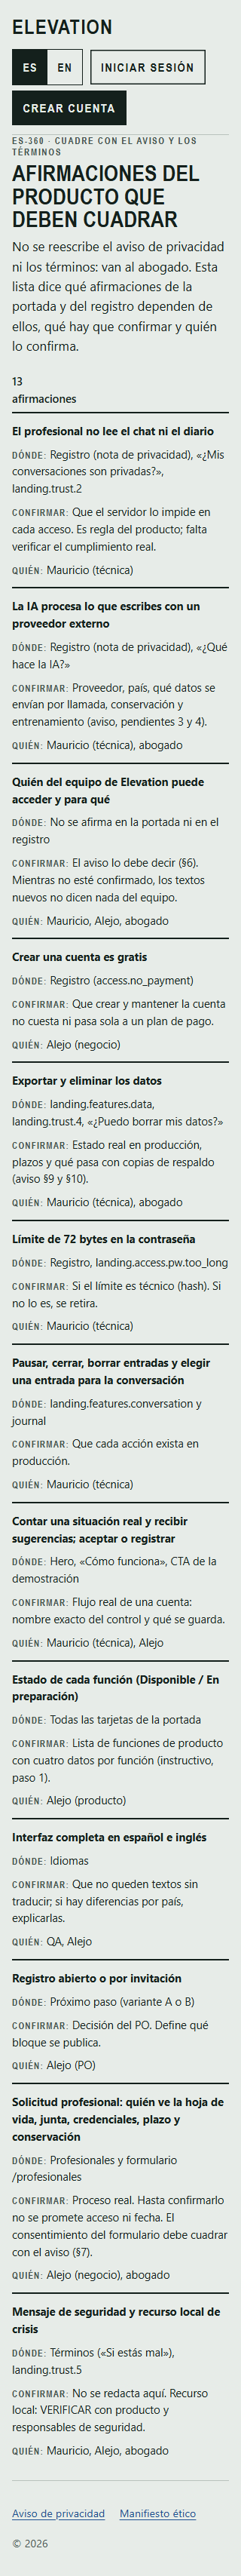 ELEVATION
ES EN INICIAR SESIÓN
CREAR CUENTA
ES-360 · CUADRE CON EL AVISO Y LOS
TÉRMINOS
AFIRMACIONES DEL
PRODUCTO QUE
DEBEN CUADRAR
No se reescribe el aviso de privacidad
ni los términos: van al abogado. Esta
lista dice qué afirmaciones de la
portada y del registro dependen de
ellos, qué hay que confirmar y quién
lo confirma.
13
afirmaciones
El profesional no lee el chat ni el diario
DÓNDE: Registro (nota de privacidad), «¿Mis
conversaciones son privadas?»,
landing.trust.2
CONFIRMAR: Que el servidor lo impide en
cada acceso. Es regla del producto; falta
verificar el cumplimiento real.
QUIÉN: Mauricio (técnica)
La IA procesa lo que escribes con un
proveedor externo
DÓNDE: Registro (nota de privacidad), «¿Qué
hace la IA?»
CONFIRMAR: Proveedor, país, qué datos se
envían por llamada, conservación y
entrenamiento (aviso, pendientes 3 y 4).
QUIÉN: Mauricio (técnica), abogado
Quién del equipo de Elevation puede
acceder y para qué
DÓNDE: No se afirma en la portada ni en el
registro
CONFIRMAR: El aviso lo debe decir (§6).
Mientras no esté confirmado, los textos
nuevos no dicen nada del equipo.
QUIÉN: Mauricio, Alejo, abogado
Crear una cuenta es gratis
DÓNDE: Registro (access.no_payment)
CONFIRMAR: Que crear y mantener la cuenta
no cuesta ni pasa sola a un plan de pago.
QUIÉN: Alejo (negocio)
Exportar y eliminar los datos
DÓNDE: landing.features.data,
landing.trust.4, «¿Puedo borrar mis datos?»
CONFIRMAR: Estado real en producción,
plazos y qué pasa con copias de respaldo
(aviso §9 y §10).
QUIÉN: Mauricio (técnica), abogado
Límite de 72 bytes en la contraseña
DÓNDE: Registro, landing.access.pw.too_long
CONFIRMAR: Si el límite es técnico (hash). Si
no lo es, se retira.
QUIÉN: Mauricio (técnica)
Pausar, cerrar, borrar entradas y elegir
una entrada para la conversación
DÓNDE: landing.features.conversation y
journal
CONFIRMAR: Que cada acción exista en
producción.
QUIÉN: Mauricio (técnica)
Contar una situación real y recibir
sugerencias; aceptar o registrar
DÓNDE: Hero, «Cómo funciona», CTA de la
demostración
CONFIRMAR: Flujo real de una cuenta:
nombre exacto del control y qué se guarda.
QUIÉN: Mauricio (técnica), Alejo
Estado de cada función (Disponible / En
preparación)
DÓNDE: Todas las tarjetas de la portada
CONFIRMAR: Lista de funciones de producto
con cuatro datos por función (instructivo,
paso 1).
QUIÉN: Alejo (producto)
Interfaz completa en español e inglés
DÓNDE: Idiomas
CONFIRMAR: Que no queden textos sin
traducir; si hay diferencias por país,
explicarlas.
QUIÉN: QA, Alejo
Registro abierto o por invitación
DÓNDE: Próximo paso (variante A o B)
CONFIRMAR: Decisión del PO. Define qué
bloque se publica.
QUIÉN: Alejo (PO)
Solicitud profesional: quién ve la hoja de
vida, junta, credenciales, plazo y
conservación
DÓNDE: Profesionales y formulario
/profesionales
CONFIRMAR: Proceso real. Hasta confirmarlo
no se promete acceso ni fecha. El
consentimiento del formulario debe cuadrar
con el aviso (§7).
QUIÉN: Alejo (negocio), abogado
Mensaje de seguridad y recurso local de
crisis
DÓNDE: Términos («Si estás mal»),
landing.trust.5
CONFIRMAR: No se redacta aquí. Recurso
local: VERIFICAR con producto y
responsables de seguridad.
QUIÉN: Mauricio, Alejo, abogado
Aviso de privacidad Manifiesto ético
© 2026